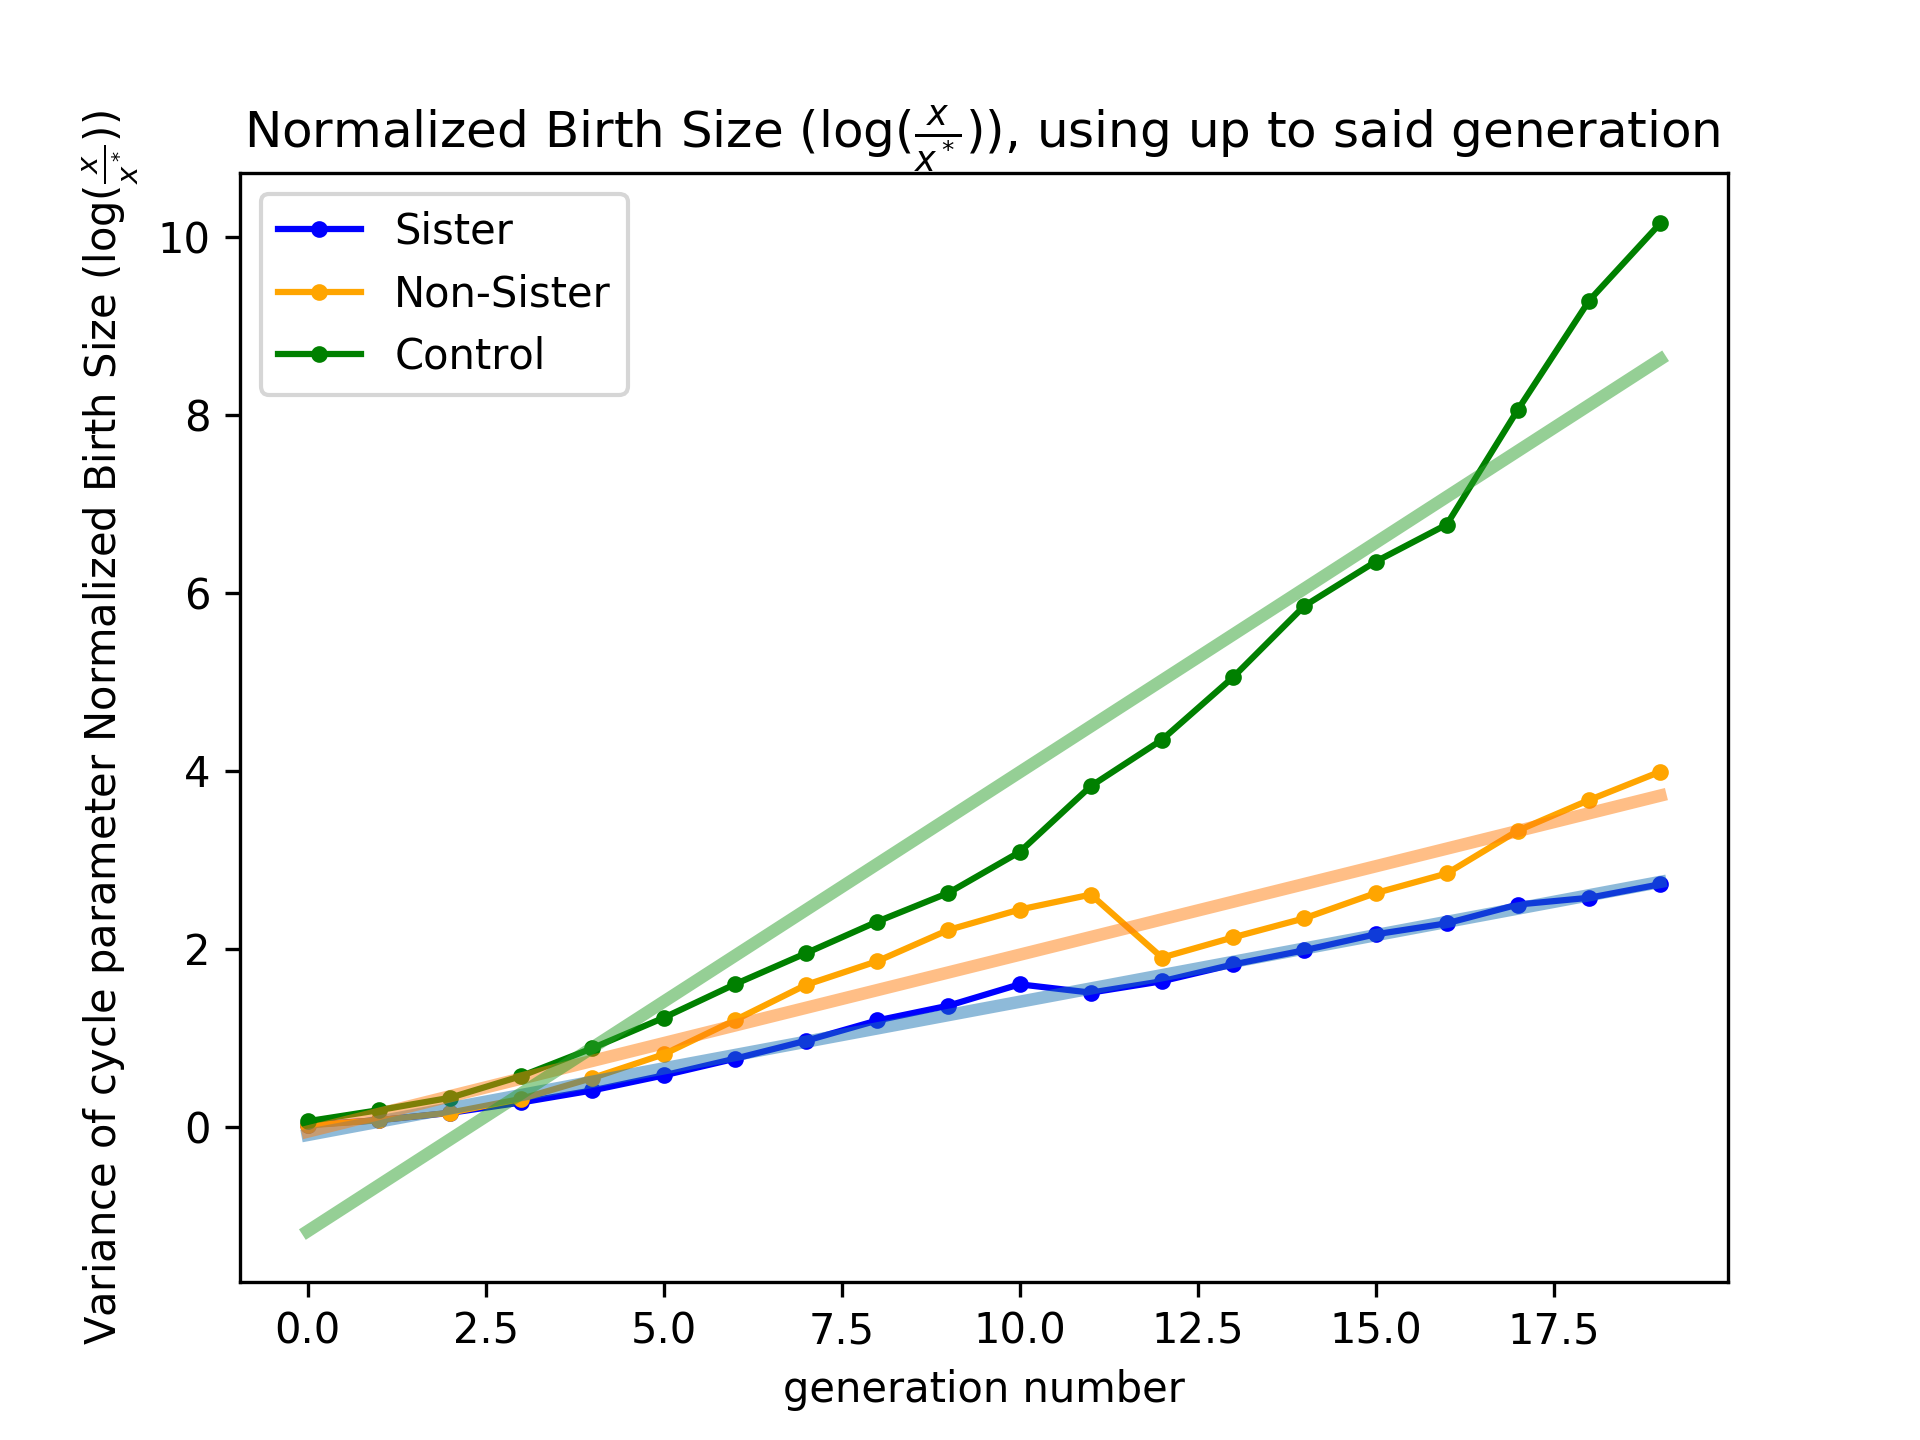 Normalized Birth Size (log(x/x*)), using up to said generation
Variance of cycle parameter Normalized Birth Size (log(x/x*))
Sister
Non-Sister
Control
10
8
6
4
2
0
0.0 2.5 5.0 7.5 10.0 12.5 15.0 17.5
generation number